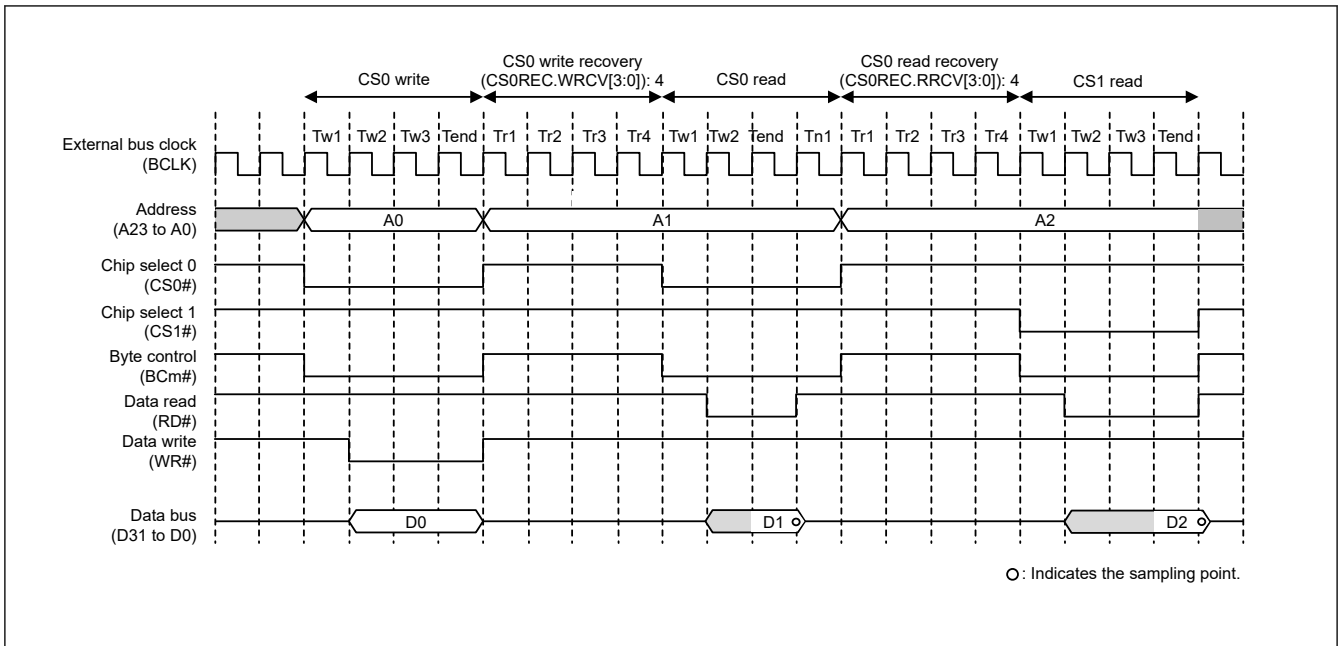 CS0 write
CS0 write recovery
(CS0REC.WRCV[3:0]): 4
CS0 read
CS0 read recovery
(CS0REC.RRCV[3:0]): 4
CS1 read
External bus clock
(BCLK)
Tw1 Tw2 Tw3 Tend Tr1 Tr2 Tr3 Tr4 Tw1 Tw2 Tend Tn1 Tr1 Tr2 Tr3 Tr4 Tw1 Tw2 Tw3 Tend
Address
(A23 to A0)
A0 A1 A2
Chip select 0
(CS0#)
Chip select 1
(CS1#)
Byte control
(BCm#)
Data read
(RD#)
Data write
(WR#)
Data bus
(D31 to D0)
D0 D1 D2
: Indicates the sampling point.